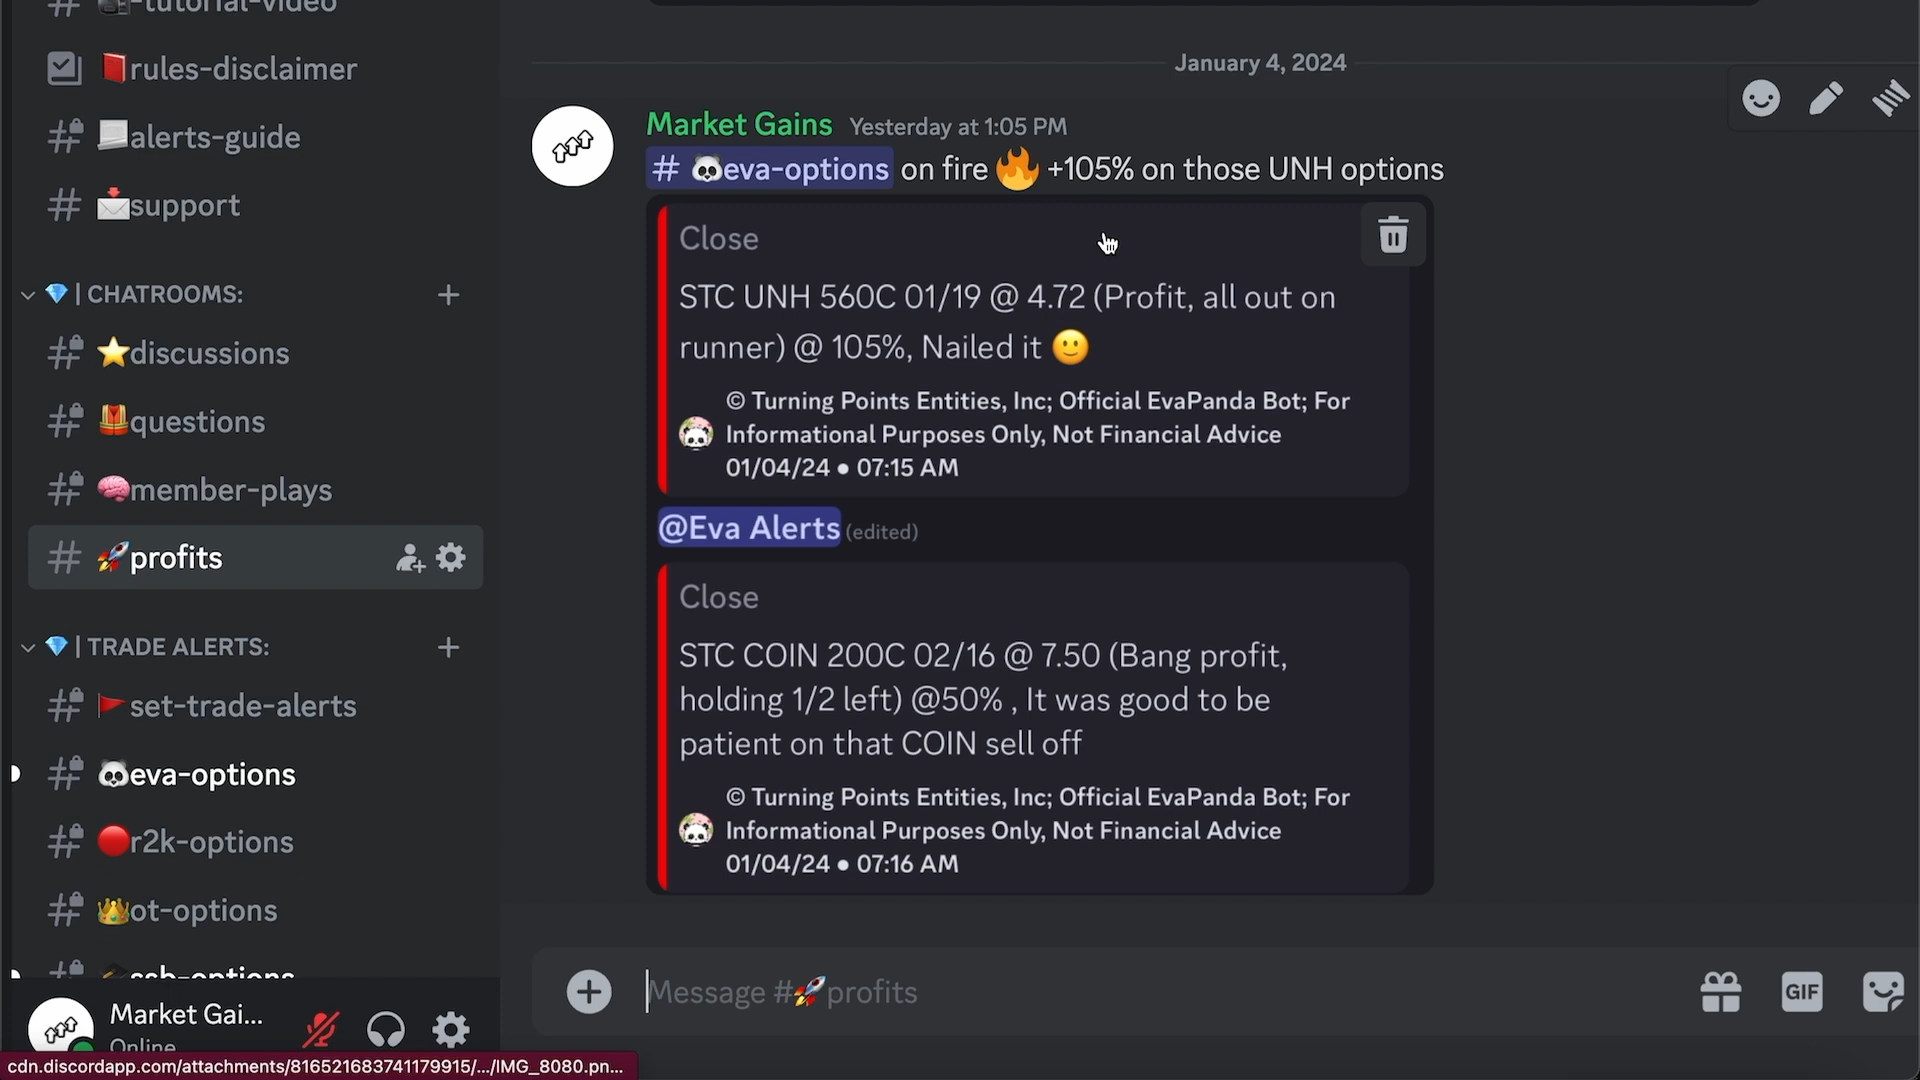 -tutorial-video
rules-disclaimer
alerts-guide
support
| CHATROOMS:
discussions
questions
member-plays
profits
| TRADE ALERTS:
set-trade-alerts
eva-options
r2k-options
ot-options
ssb-options
Market Gai...
Online
cdn.discordapp.com/attachments/816521683741179915/.../IMG_8080.pn...
January 4, 2024
Market Gains Yesterday at 1:05 PM
# 🐼eva-options on fire 🔥 +105% on those UNH options
Close
STC UNH 560C 01/19 @ 4.72 (Profit, all out on
runner) @ 105%, Nailed it 🙂
© Turning Points Entities, Inc; Official EvaPanda Bot; For
Informational Purposes Only, Not Financial Advice
01/04/24 • 07:15 AM
@Eva Alerts (edited)
Close
STC COIN 200C 02/16 @ 7.50 (Bang profit,
holding 1/2 left) @50% , It was good to be
patient on that COIN sell off
© Turning Points Entities, Inc; Official EvaPanda Bot; For
Informational Purposes Only, Not Financial Advice
01/04/24 • 07:16 AM
Message #🚀profits
GIF